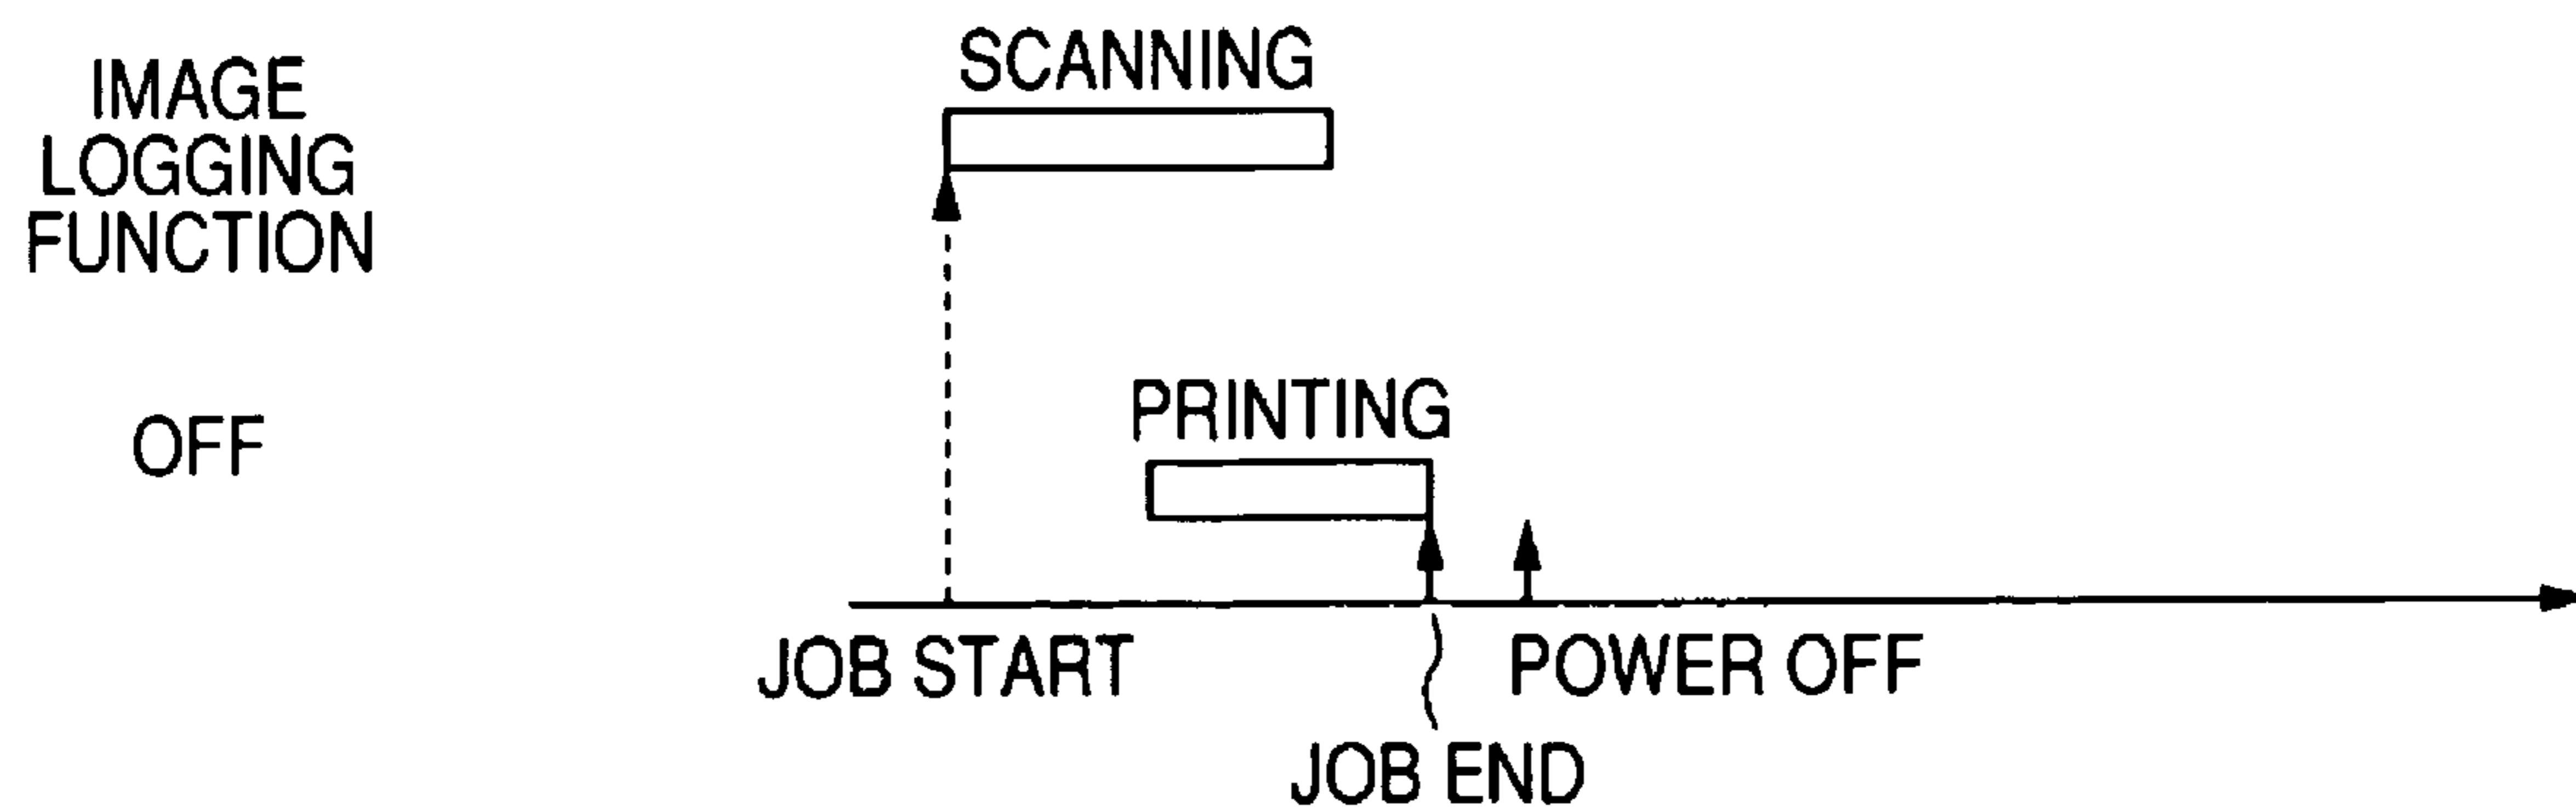 IMAGE
LOGGING
FUNCTION
OFF
SCANNING
PRINTING
JOB START
POWER OFF
JOB END